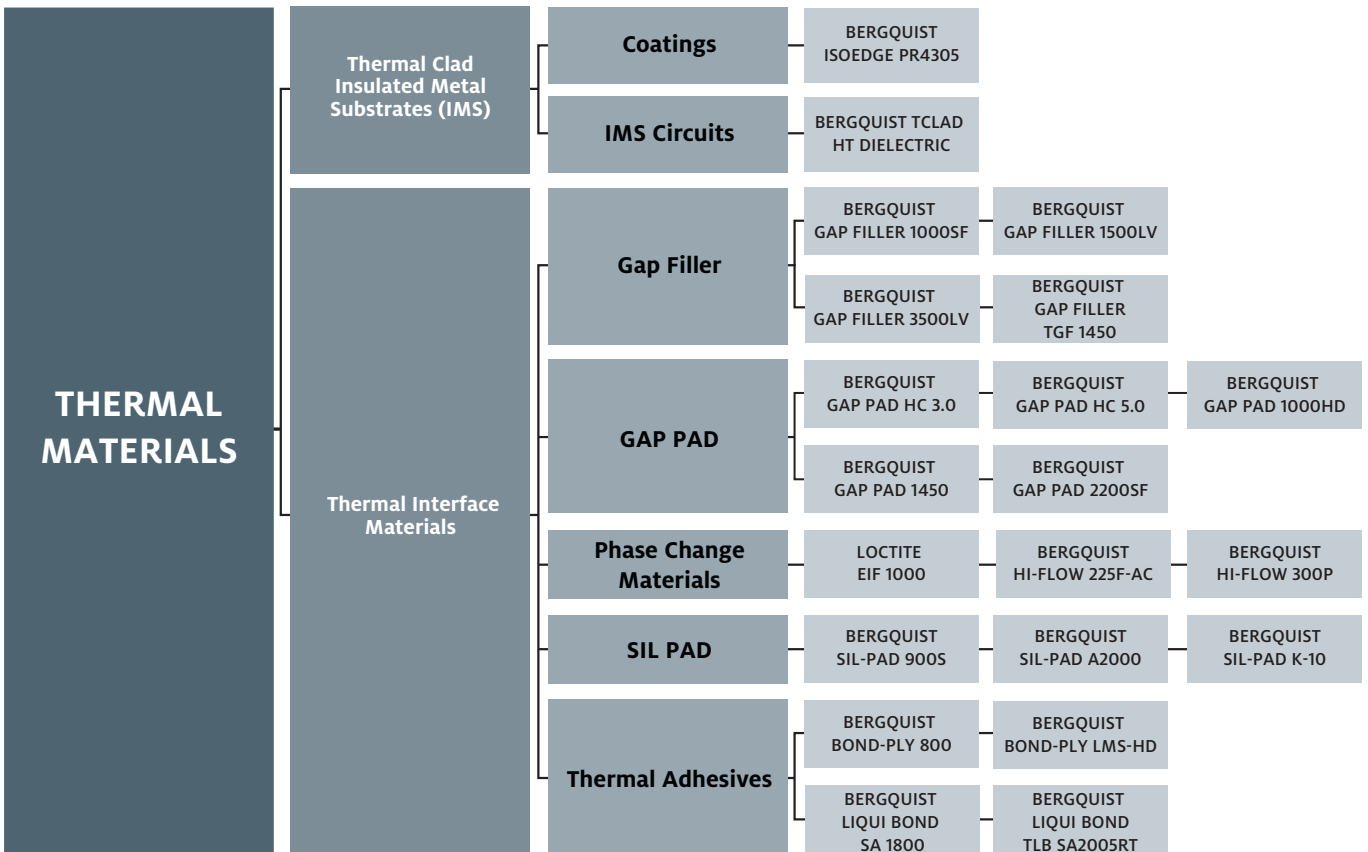 THERMAL
MATERIALS
Thermal Clad
Insulated Metal
Substrates (IMS)
Coatings
BERGQUIST
ISOEDGE PR4305
IMS Circuits
BERGQUIST TCLAD
HT DIELECTRIC
Thermal Interface
Materials
Gap Filler
BERGQUIST
GAP FILLER 1000SF
BERGQUIST
GAP FILLER 1500LV
BERGQUIST
GAP FILLER 3500LV
BERGQUIST
GAP FILLER
TGF 1450
GAP PAD
BERGQUIST
GAP PAD HC 3.0
BERGQUIST
GAP PAD HC 5.0
BERGQUIST
GAP PAD 1000HD
BERGQUIST
GAP PAD 1450
BERGQUIST
GAP PAD 2200SF
Phase Change
Materials
LOCTITE
EIF 1000
BERGQUIST
HI-FLOW 225F-AC
BERGQUIST
HI-FLOW 300P
SIL PAD
BERGQUIST
SIL-PAD 900S
BERGQUIST
SIL-PAD A2000
BERGQUIST
SIL-PAD K-10
Thermal Adhesives
BERGQUIST
BOND-PLY 800
BERGQUIST
BOND-PLY LMS-HD
BERGQUIST
LIQUI BOND
SA 1800
BERGQUIST
LIQUI BOND
TLB SA2005RT